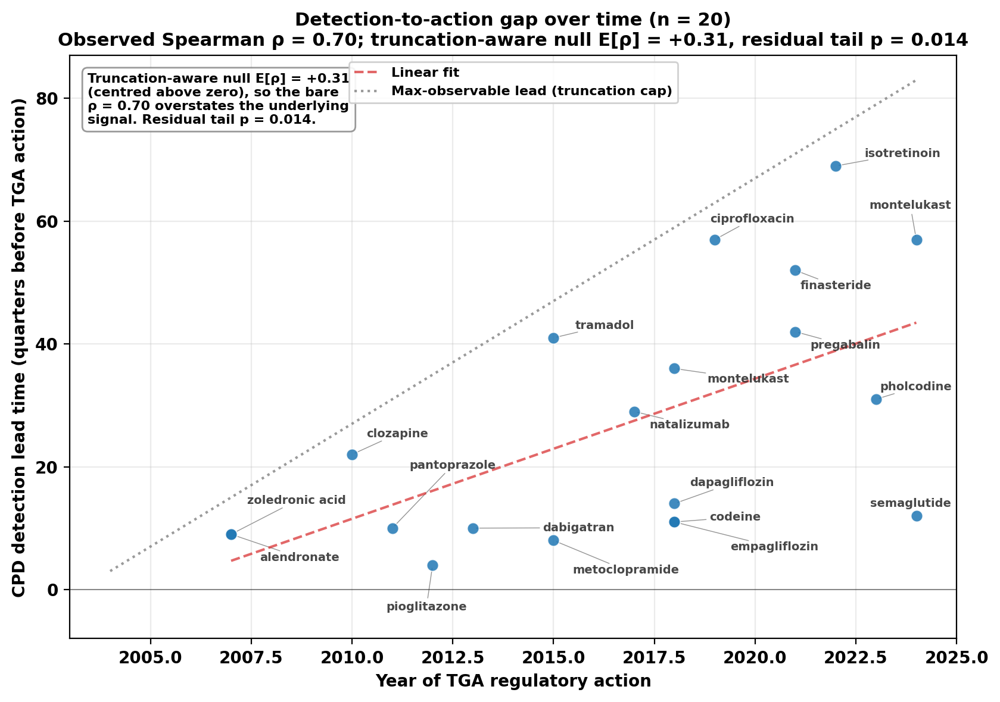 Detection-to-action gap over time (n = 20)
Observed Spearman ρ = 0.70; truncation-aware null E[ρ] = +0.31, residual tail p = 0.014
Truncation-aware null E[ρ] = +0.31
(centred above zero), so the bare
ρ = 0.70 overstates the underlying
signal. Residual tail p = 0.014.
Linear fit
Max-observable lead (truncation cap)
CPD detection lead time (quarters before TGA action)
80
60
40
20
0
isotretinoin
montelukast
ciprofloxacin
finasteride
tramadol
pregabalin
montelukast
pholcodine
natalizumab
clozapine
pantoprazole
dapagliflozin
zoledronic acid
semaglutide
codeine
dabigatran
empagliflozin
alendronate
metoclopramide
pioglitazone
2005.0
2007.5
2010.0
2012.5
2015.0
2017.5
2020.0
2022.5
2025.0
Year of TGA regulatory action